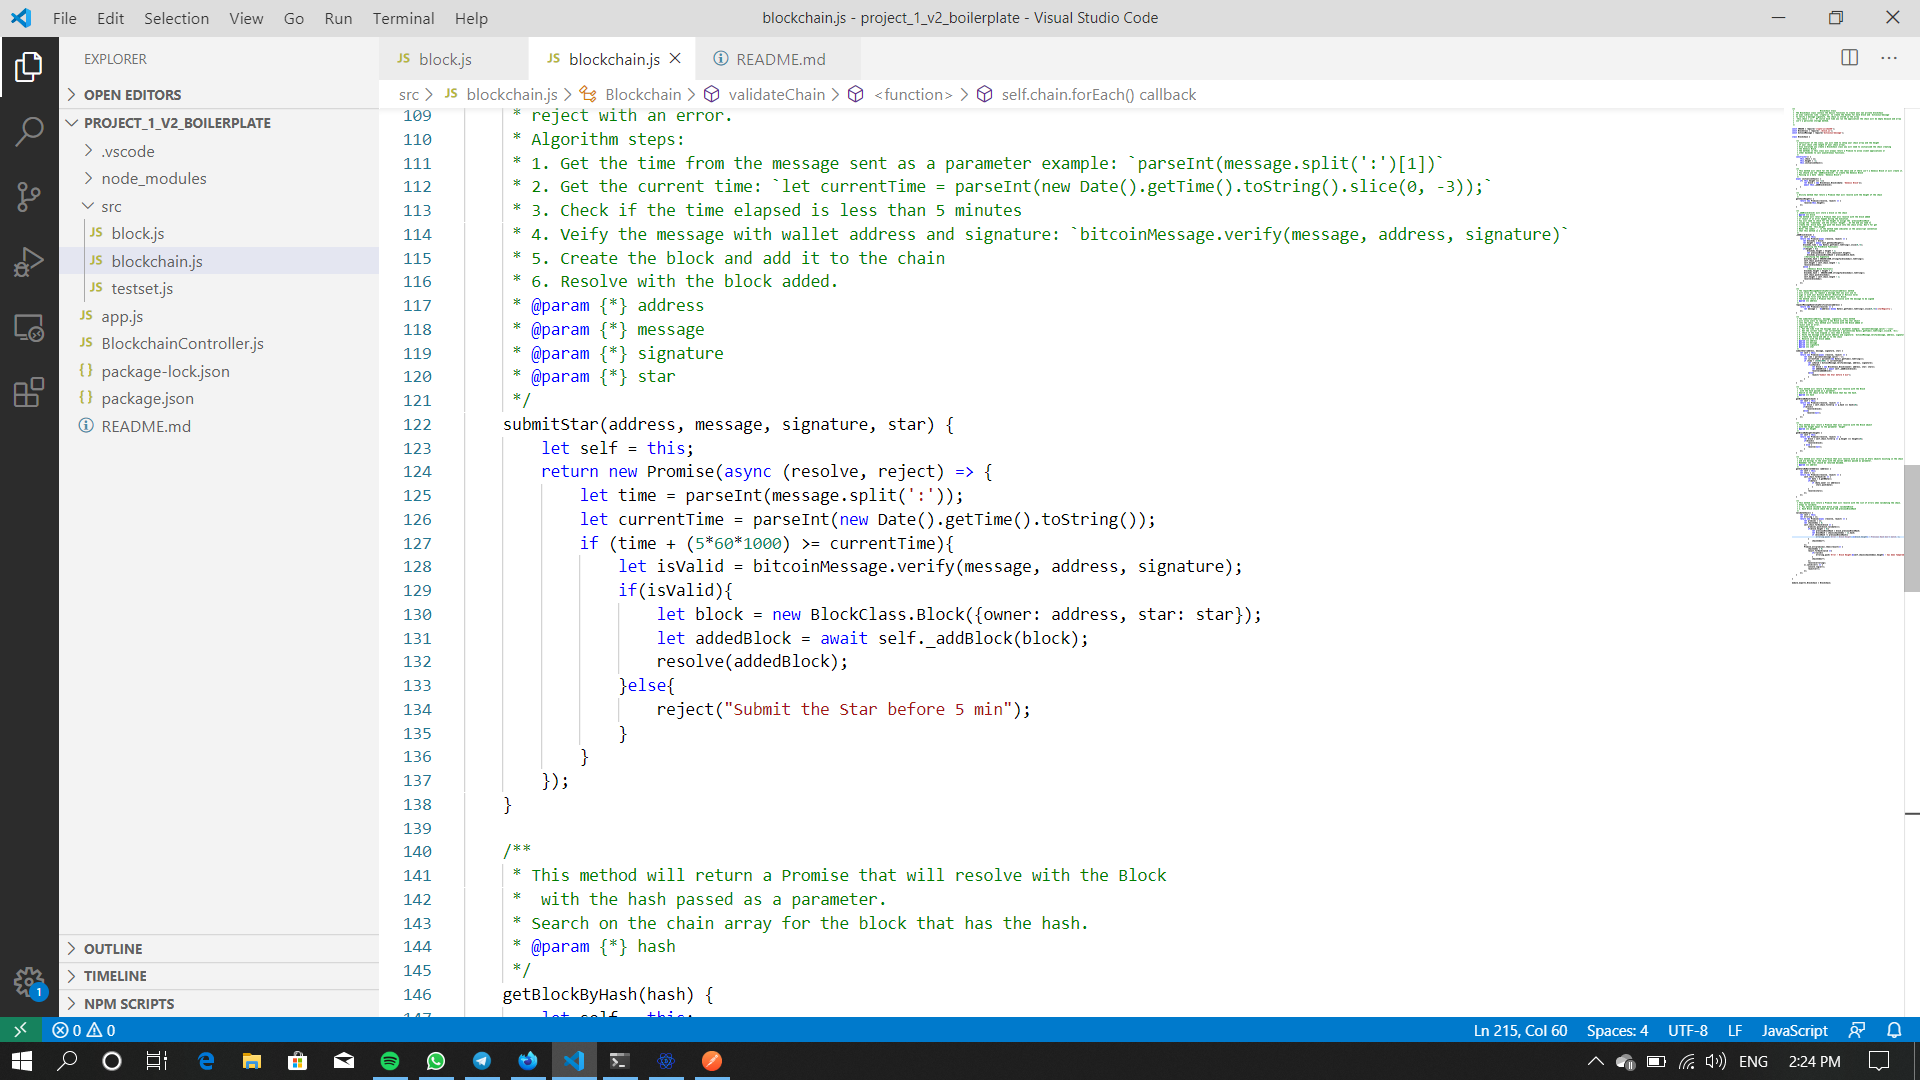 File Edit Selection View Go Run Terminal Help
blockchain.js - project_1_v2_boilerplate - Visual Studio Code
EXPLORER
OPEN EDITORS
PROJECT_1_V2_BOILERPLATE
.vscode
node_modules
src
JS block.js
JS blockchain.js
JS testset.js
JS app.js
JS BlockchainController.js
{} package-lock.json
{} package.json
README.md
OUTLINE
TIMELINE
NPM SCRIPTS
1
JS block.js
JS blockchain.js
README.md
src > JS blockchain.js > Blockchain > validateChain > <function> > self.chain.forEach() callback
109 * reject with an error.
110 * Algorithm steps:
111 * 1. Get the time from the message sent as a parameter example: `parseInt(message.split(':')[1])`
112 * 2. Get the current time: `let currentTime = parseInt(new Date().getTime().toString().slice(0, -3));`
113 * 3. Check if the time elapsed is less than 5 minutes
114 * 4. Veify the message with wallet address and signature: `bitcoinMessage.verify(message, address, signature)`
115 * 5. Create the block and add it to the chain
116 * 6. Resolve with the block added.
117 * @param {*} address
118 * @param {*} message
119 * @param {*} signature
120 * @param {*} star
121 */
122 submitStar(address, message, signature, star) {
123 let self = this;
124 return new Promise(async (resolve, reject) => {
125 let time = parseInt(message.split(':'));
126 let currentTime = parseInt(new Date().getTime().toString());
127 if (time + (5*60*1000) >= currentTime){
128 let isValid = bitcoinMessage.verify(message, address, signature);
129 if(isValid){
130 let block = new BlockClass.Block({owner: address, star: star});
131 let addedBlock = await self._addBlock(block);
132 resolve(addedBlock);
133 }else{
134 reject("Submit the Star before 5 min");
135 }
136 }
137 });
138 }
139
140 /**
141 * This method will return a Promise that will resolve with the Block
142 * with the hash passed as a parameter.
143 * Search on the chain array for the block that has the hash.
144 * @param {*} hash
145 */
146 getBlockByHash(hash) {
147 let self = this;
0 0
Ln 215, Col 60 Spaces: 4 UTF-8 LF JavaScript
ENG 2:24 PM